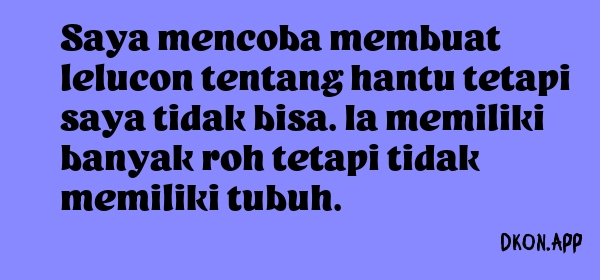 Saya mencoba membuat
lelucon tentang hantu tetapi
saya tidak bisa. Ia memiliki
banyak roh tetapi tidak
memiliki tubuh.
DKON.APP